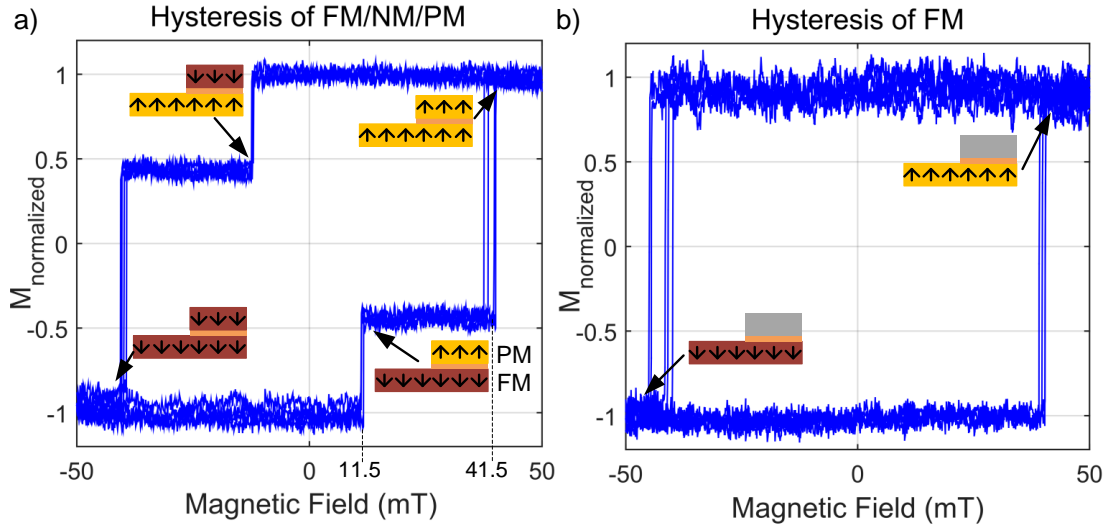 a)
Hysteresis of FM/NM/PM
1
0.5
0
-0.5
-1
M normalized
PM
FM
-50
0
11.5
41.5
50
Magnetic Field (mT)
b)
Hysteresis of FM
1
0.5
0
-0.5
-1
M normalized
-50
0
50
Magnetic Field (mT)